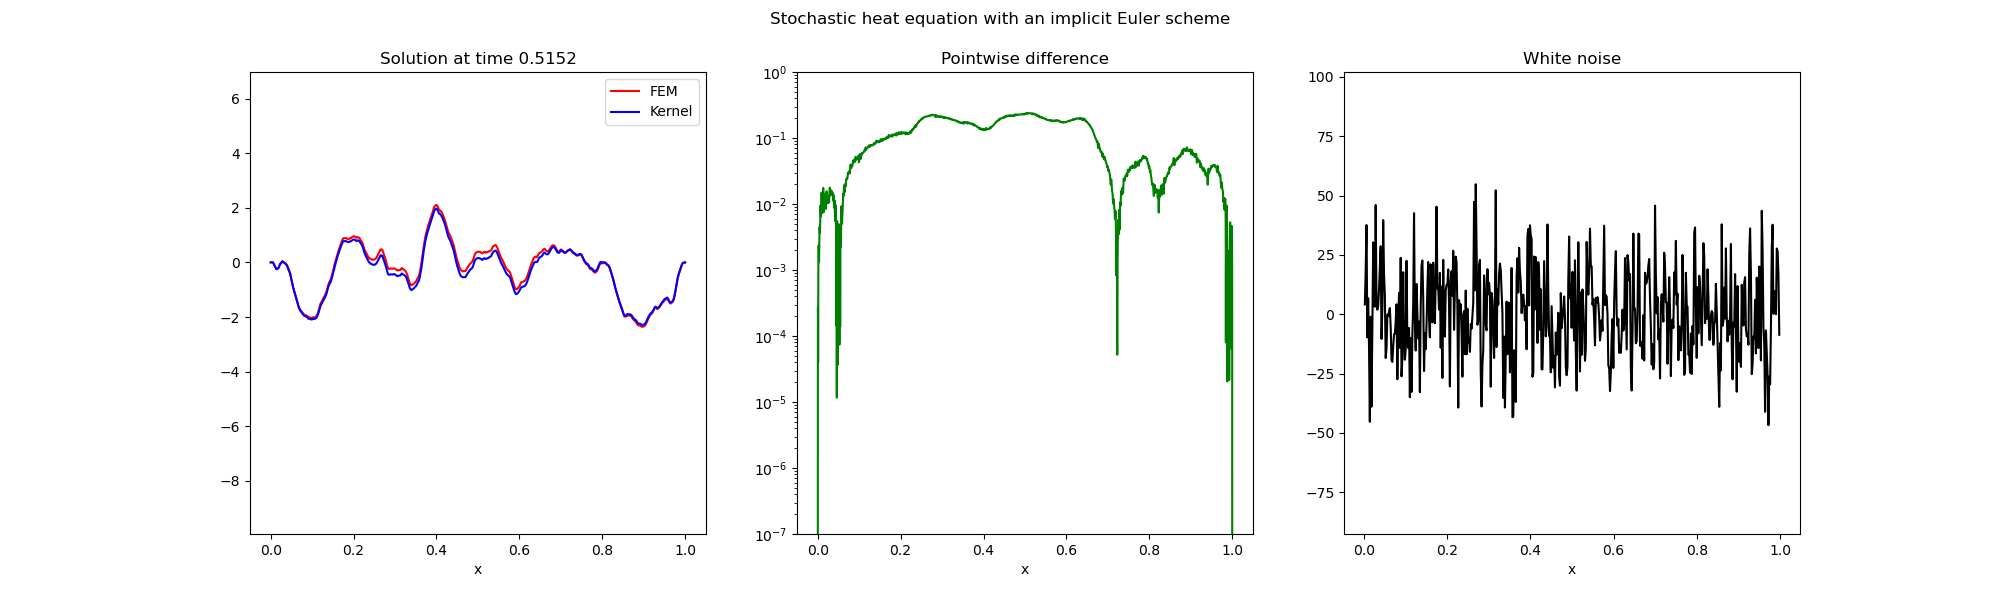 Stochastic heat equation with an implicit Euler scheme
Solution at time 0.5152
6
4
2
0
−2
−4
−6
−8
0.0 0.2 0.4 0.6 0.8 1.0
x
FEM
Kernel
Pointwise difference
10⁰
10⁻¹
10⁻²
10⁻³
10⁻⁴
10⁻⁵
10⁻⁶
10⁻⁷
0.0 0.2 0.4 0.6 0.8 1.0
x
White noise
100
75
50
25
0
−25
−50
−75
0.0 0.2 0.4 0.6 0.8 1.0
x